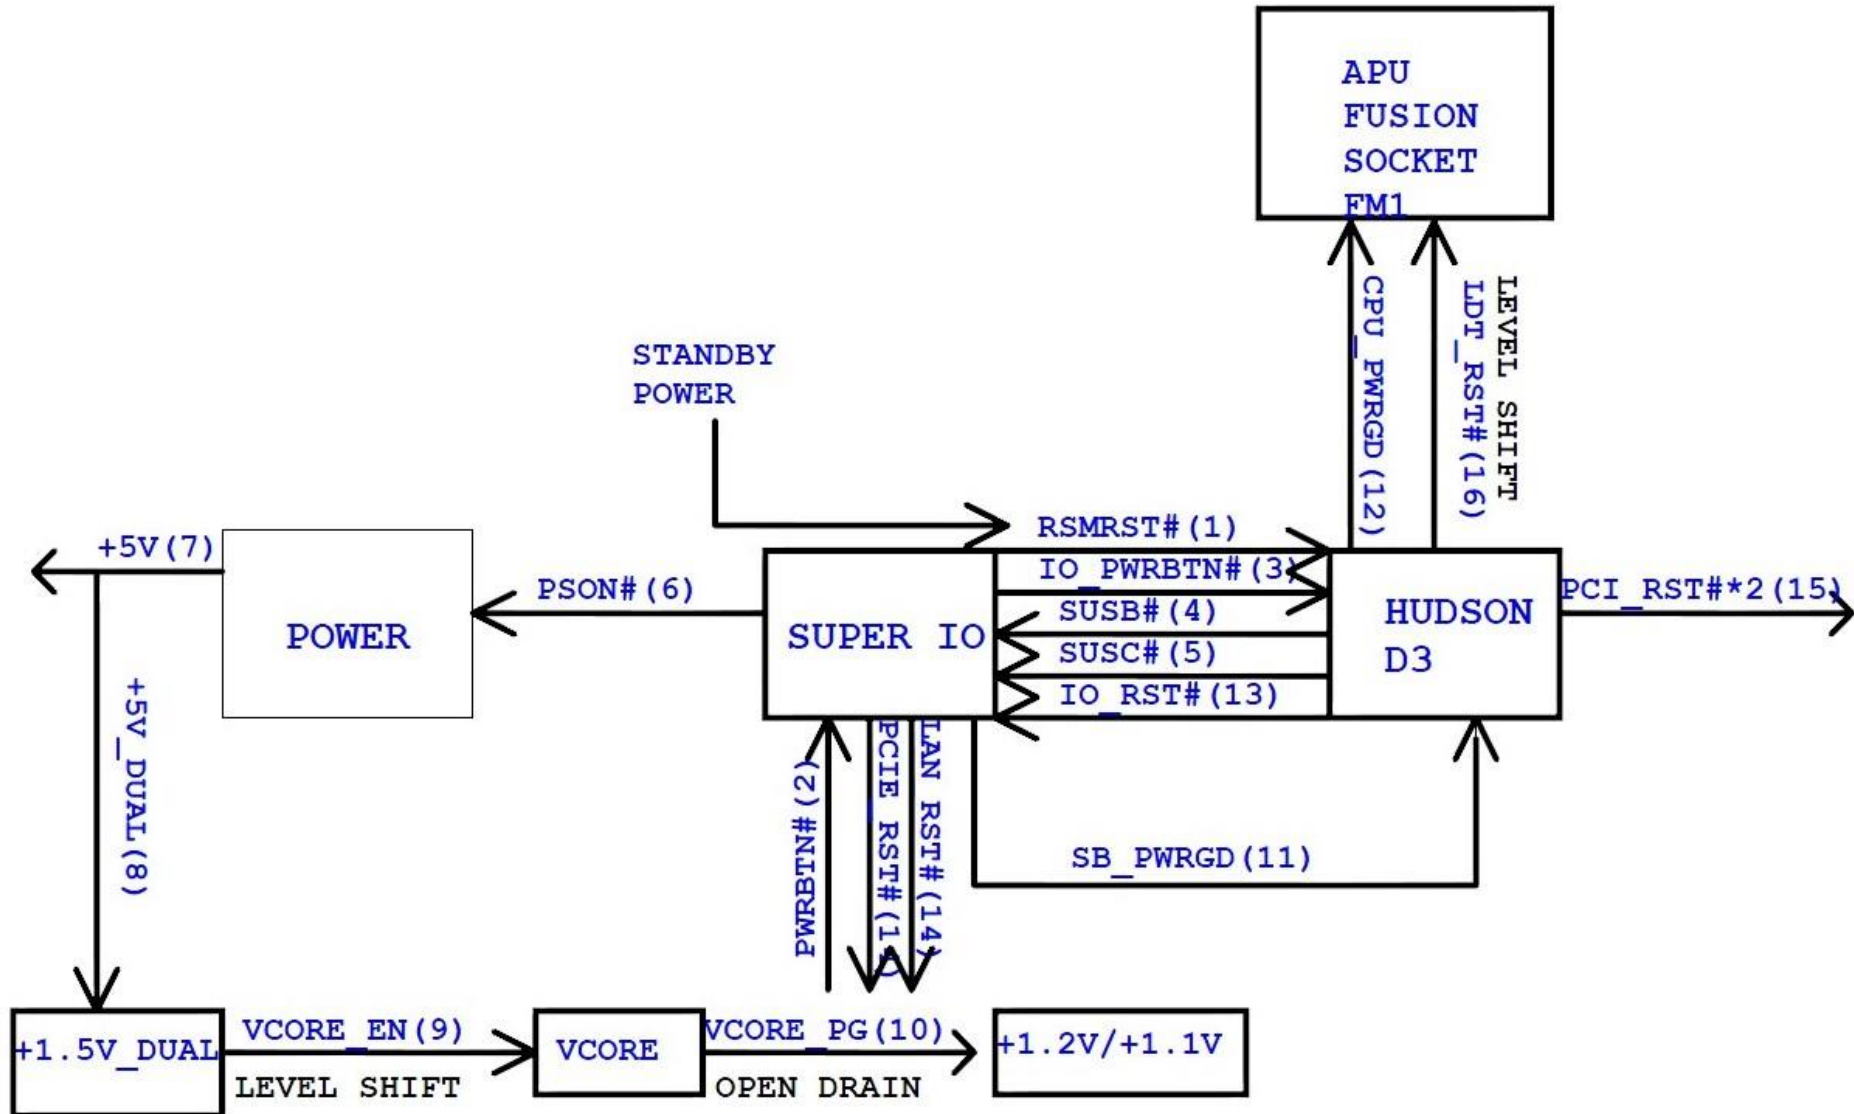 APU
FUSION
SOCKET
FM1
CPU_PWRGD(12)
LDT_RST#(16)
LEVEL SHIFT
STANDBY
POWER
+5V(7)
PSON#(6)
RSMRST#(1)
IO_PWRBTN#(3)
SUSB#(4)
SUSC#(5)
IO_RST#(13)
PCI_RST#*2(15)
POWER
SUPER IO
HUDSON
D3
+5V_DUAL(8)
PWRBTN#(2)
PCIE_RST#
LAN RST#(14)
SB_PWRGD(11)
+1.5V_DUAL
VCORE_EN(9)
LEVEL SHIFT
VCORE
VCORE_PG(10)
OPEN DRAIN
+1.2V/+1.1V